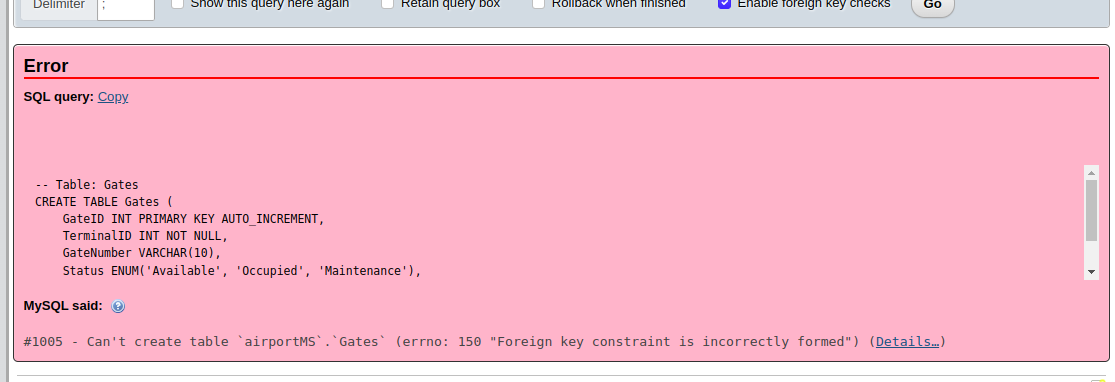 Delimiter ; Show this query here again Retain query box Rollback when finished Enable foreign key checks Go
Error
SQL query: Copy
-- Table: Gates
CREATE TABLE Gates (
GateID INT PRIMARY KEY AUTO_INCREMENT,
TerminalID INT NOT NULL,
GateNumber VARCHAR(10),
Status ENUM('Available', 'Occupied', 'Maintenance'),
MySQL said:
#1005 - Can't create table `airportMS`.`Gates` (errno: 150 "Foreign key constraint is incorrectly formed") (Details…)